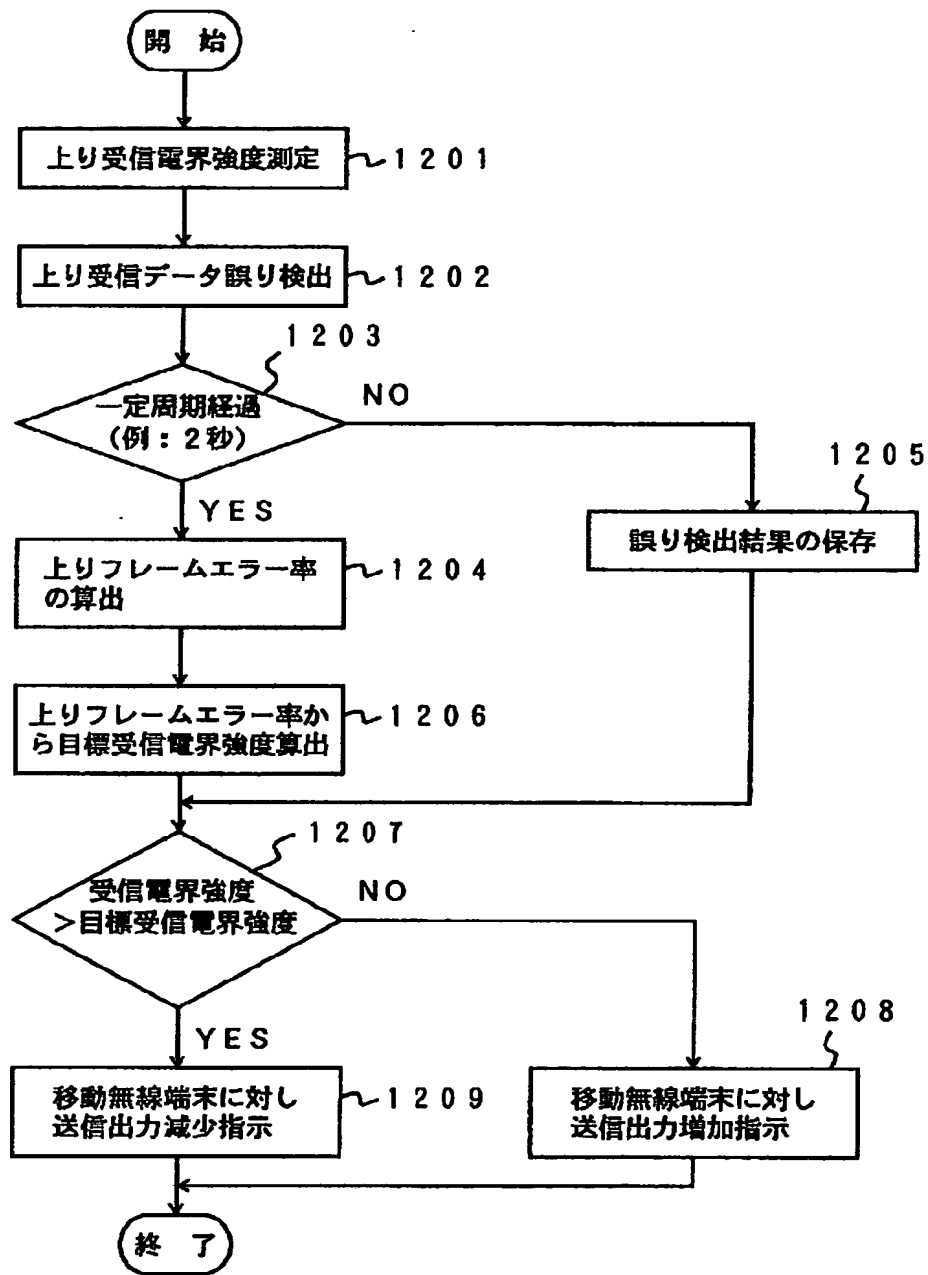 開 始
上り受信電界強度測定
1201
上り受信データ誤り検出
1202
1203
一定周期経過
(例:2秒)
NO
YES
1205
誤り検出結果の保存
上りフレームエラー率
の算出
1204
上りフレームエラー率か
ら目標受信電界強度算出
1206
1207
受信電界強度
>目標受信電界強度
NO
YES
1208
移動無線端末に対し
送信出力減少指示
1209
移動無線端末に対し
送信出力増加指示
終 了